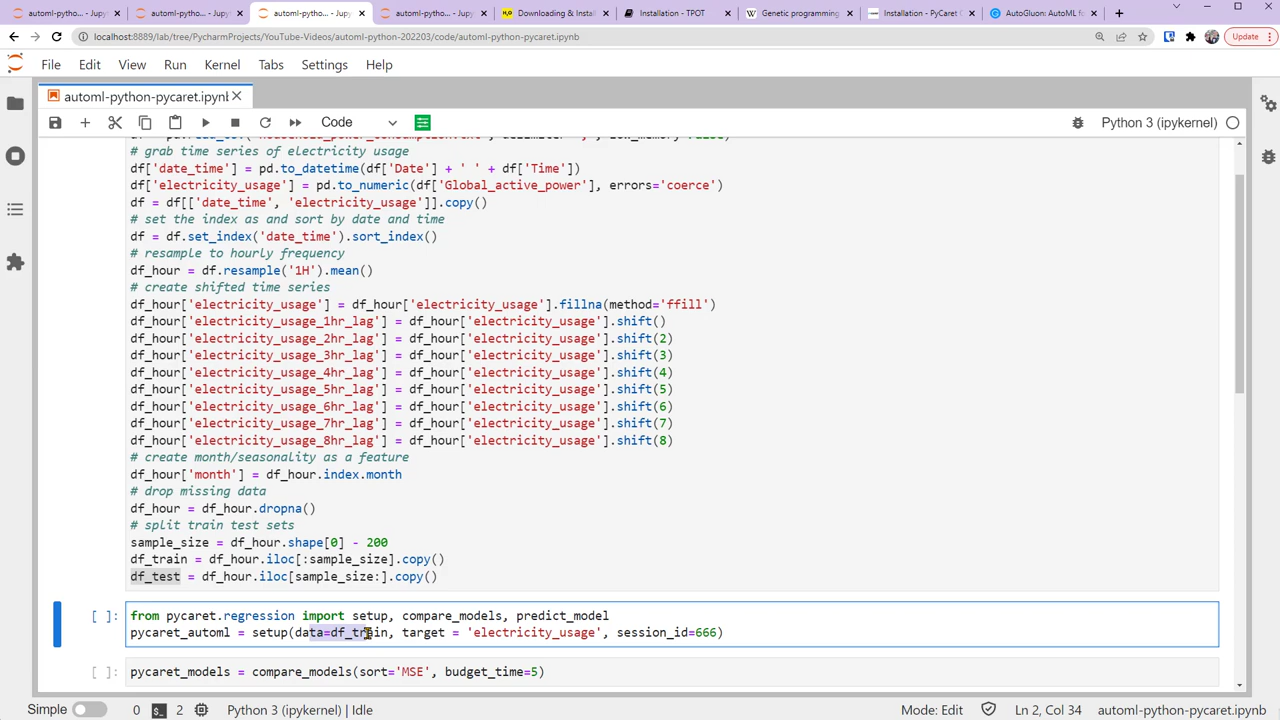 automl-python- - Jupy
automl-python- - Jupy
automl-python- - Jupy
automl-python- - Jupy
Downloading & Install
Installation - TPOT
Genetic programming
Installation - PyCaret
AutoGluon: AutoML for
localhost:8889/lab/tree/PycharmProjects/YouTube-Videos/automl-python-202203/code/automl-python-pycaret.ipynb
Update
File Edit View Run Kernel Tabs Settings Help
automl-python-pycaret.ipynb
Code
Python 3 (ipykernel)
# grab time series of electricity usage
df['date_time'] = pd.to_datetime(df['Date'] + ' ' + df['Time'])
df['electricity_usage'] = pd.to_numeric(df['Global_active_power'], errors='coerce')
df = df[['date_time', 'electricity_usage']].copy()
# set the index as and sort by date and time
df = df.set_index('date_time').sort_index()
# resample to hourly frequency
df_hour = df.resample('1H').mean()
# create shifted time series
df_hour['electricity_usage'] = df_hour['electricity_usage'].fillna(method='ffill')
df_hour['electricity_usage_1hr_lag'] = df_hour['electricity_usage'].shift()
df_hour['electricity_usage_2hr_lag'] = df_hour['electricity_usage'].shift(2)
df_hour['electricity_usage_3hr_lag'] = df_hour['electricity_usage'].shift(3)
df_hour['electricity_usage_4hr_lag'] = df_hour['electricity_usage'].shift(4)
df_hour['electricity_usage_5hr_lag'] = df_hour['electricity_usage'].shift(5)
df_hour['electricity_usage_6hr_lag'] = df_hour['electricity_usage'].shift(6)
df_hour['electricity_usage_7hr_lag'] = df_hour['electricity_usage'].shift(7)
df_hour['electricity_usage_8hr_lag'] = df_hour['electricity_usage'].shift(8)
# create month/seasonality as a feature
df_hour['month'] = df_hour.index.month
# drop missing data
df_hour = df_hour.dropna()
# split train test sets
sample_size = df_hour.shape[0] - 200
df_train = df_hour.iloc[:sample_size].copy()
df_test = df_hour.iloc[sample_size:].copy()
[ ]: from pycaret.regression import setup, compare_models, predict_model
pycaret_automl = setup(data=df_train, target = 'electricity_usage', session_id=666)
[ ]: pycaret_models = compare_models(sort='MSE', budget_time=5)
Simple 0 2 Python 3 (ipykernel) | Idle Mode: Edit Ln 2, Col 34 automl-python-pycaret.ipynb